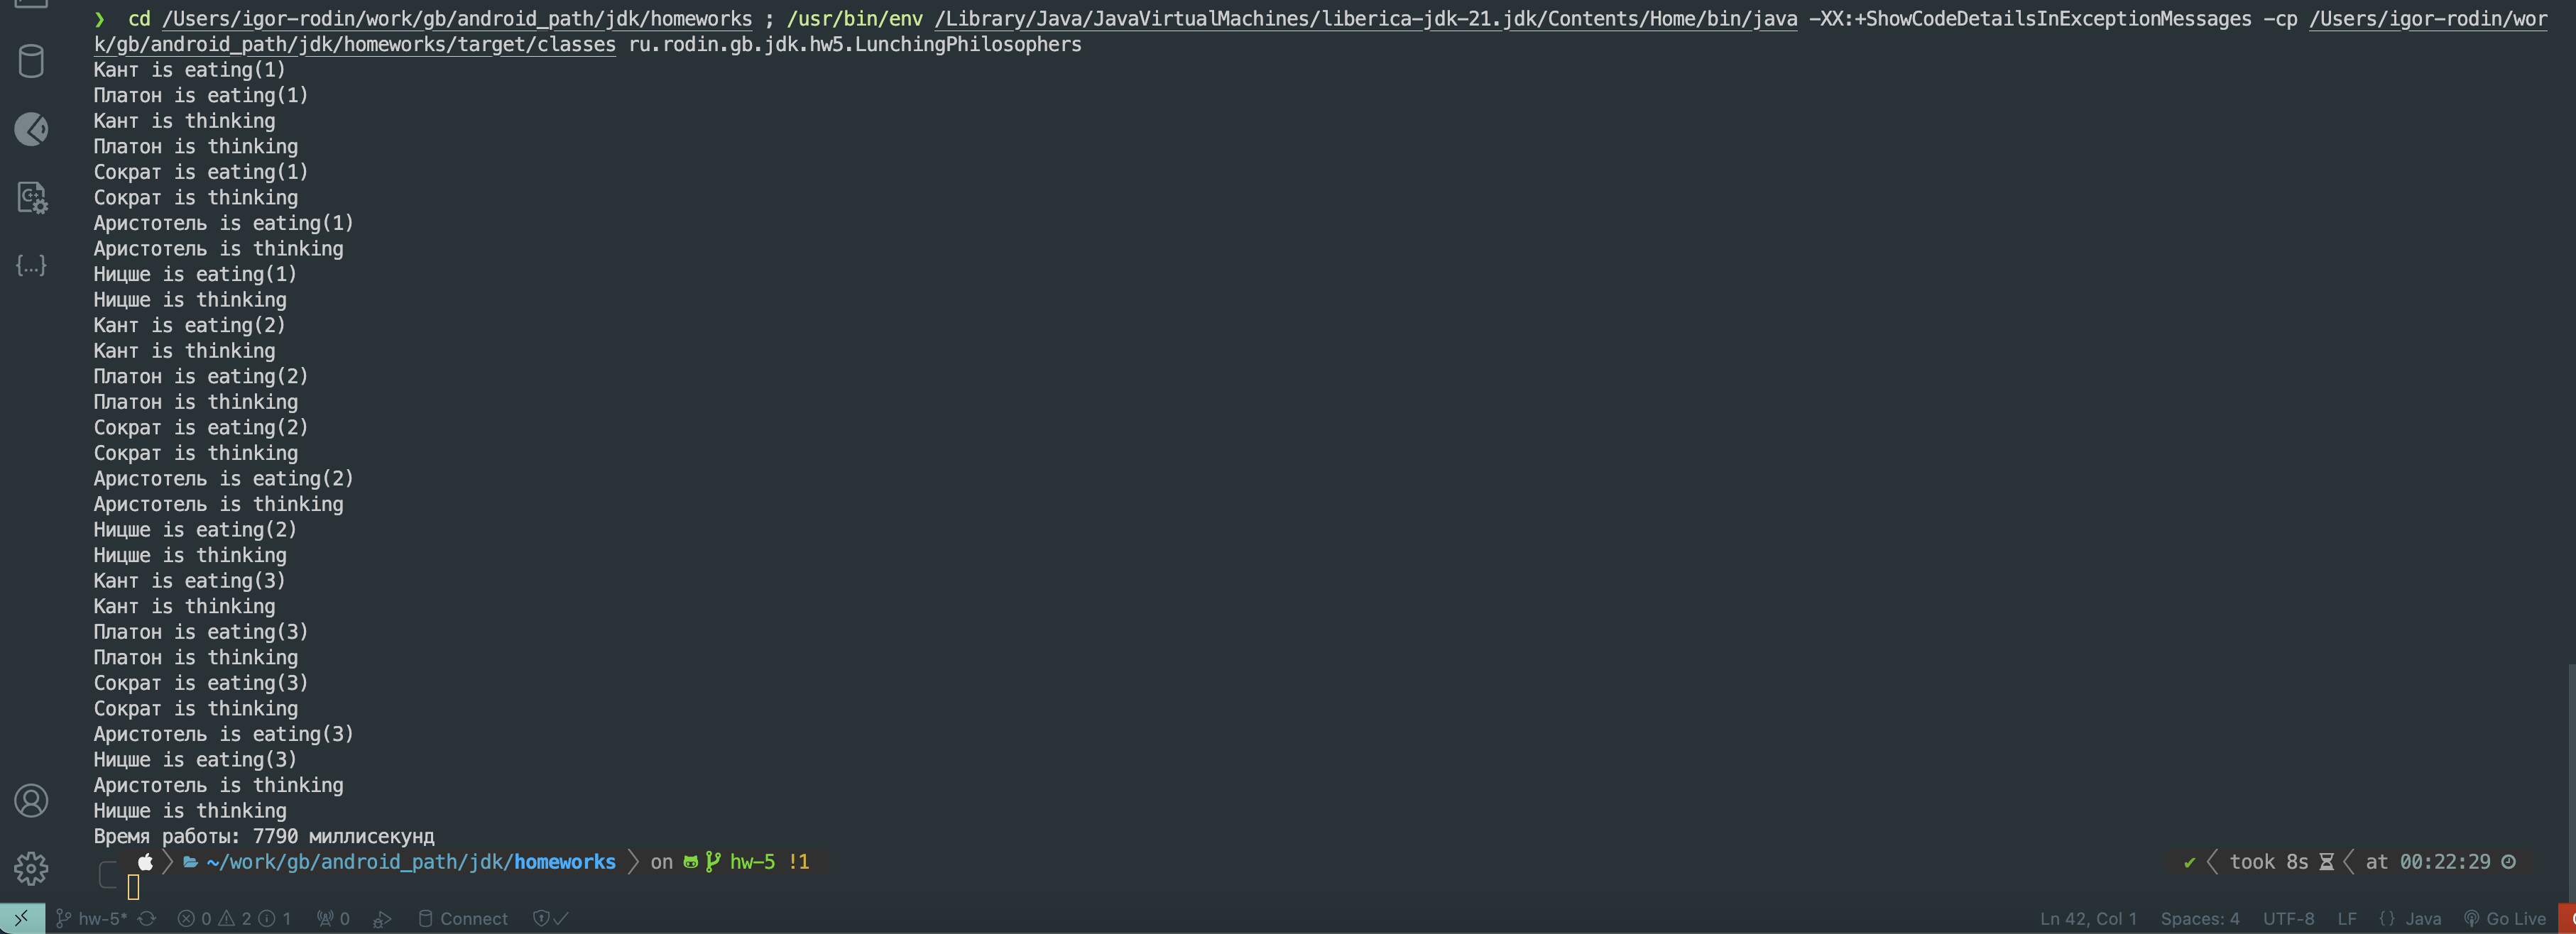 ❯ cd /Users/igor-rodin/work/gb/android_path/jdk/homeworks ; /usr/bin/env /Library/Java/JavaVirtualMachines/liberica-jdk-21.jdk/Contents/Home/bin/java -XX:+ShowCodeDetailsInExceptionMessages -cp /Users/igor-rodin/wor
k/gb/android_path/jdk/homeworks/target/classes ru.rodin.gb.jdk.hw5.LunchingPhilosophers
Кант is eating(1)
Платон is eating(1)
Кант is thinking
Платон is thinking
Сократ is eating(1)
Сократ is thinking
Аристотель is eating(1)
Аристотель is thinking
Ницше is eating(1)
Ницше is thinking
Кант is eating(2)
Кант is thinking
Платон is eating(2)
Платон is thinking
Сократ is eating(2)
Сократ is thinking
Аристотель is eating(2)
Аристотель is thinking
Ницше is eating(2)
Ницше is thinking
Кант is eating(3)
Кант is thinking
Платон is eating(3)
Платон is thinking
Сократ is eating(3)
Сократ is thinking
Аристотель is eating(3)
Ницше is eating(3)
Аристотель is thinking
Ницше is thinking
Время работы: 7790 миллисекунд
~/work/gb/android_path/jdk/homeworks on hw-5 !1 ✔ took 8s at 00:22:29
hw-5* 0 2 1 0 Connect Ln 42, Col 1 Spaces: 4 UTF-8 LF {} Java Go Live